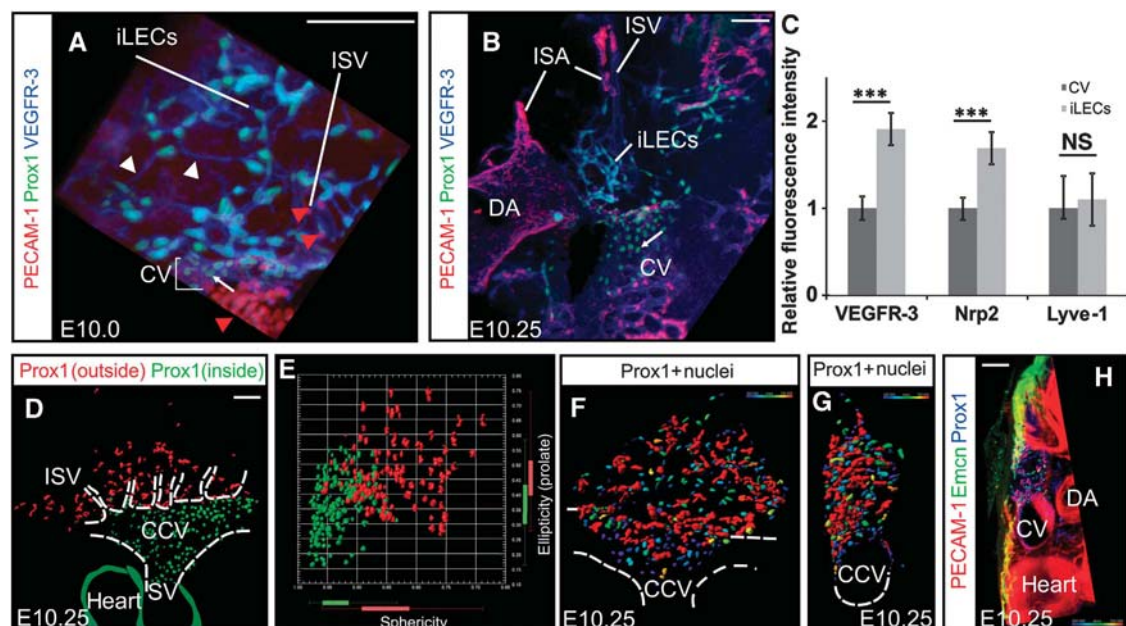 A
iLECs
ISV
CV
E10.0
PECAM-1 Prox1 VEGFR-3
B
ISV
ISA
iLECs
DA
CV
E10.25
PECAM-1 Prox1 VEGFR-3
C
Relative fluorescence intensity
2
1
0
CV
iLECs
***
***
NS
VEGFR-3 Nrp2 Lyve-1
Prox1(outside) Prox1(inside)
D
ISV
CCV
SV
Heart
E10.25
E
Ellipticity (prolate)
Sphericity
Prox1+nuclei
F
CCV
Prox1+nuclei
G
CCV
E10.25
PECAM-1 Emcn Prox1
H
DA
CV
Heart
E10.25